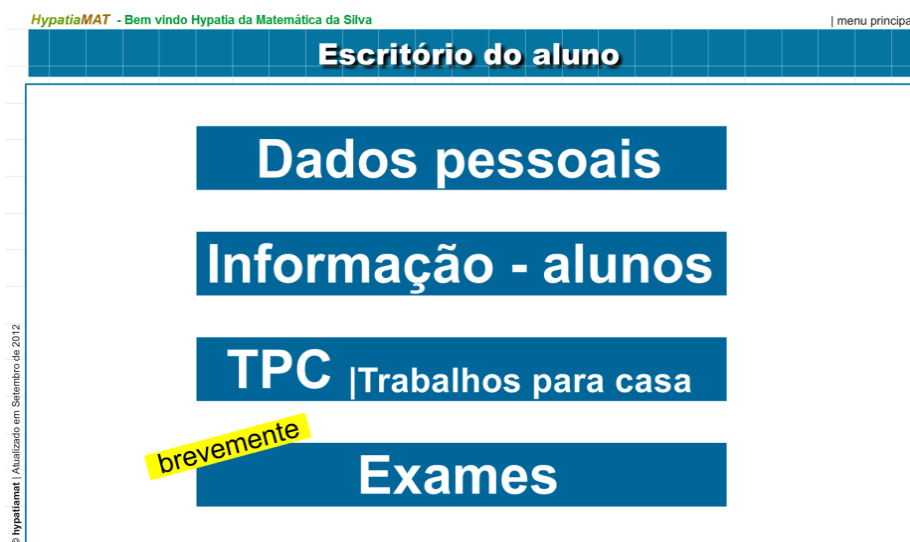 HypatiaMAT - Bem vindo Hypatia da Matemática da Silva
| menu principa
Escritório do aluno
Dados pessoais
Informação - alunos
TPC |Trabalhos para casa
brevemente
Exames
© hypatiamat | Atualizado em Setembro de 2012